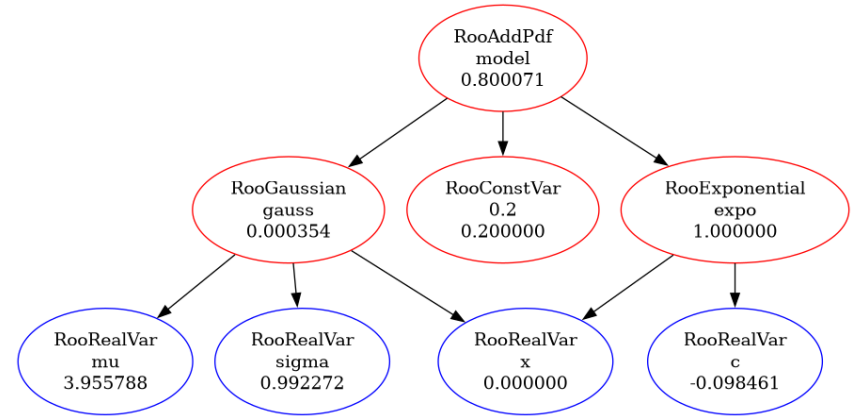 RooAddPdf
model
0.800071
RooGaussian
gauss
0.000354
RooConstVar
0.2
0.200000
RooExponential
expo
1.000000
RooRealVar
mu
3.955788
RooRealVar
sigma
0.992272
RooRealVar
x
0.000000
RooRealVar
c
-0.098461